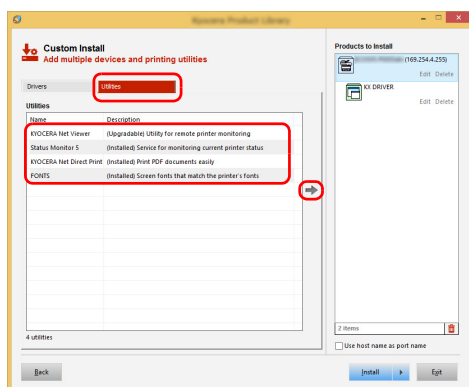 Kyocera Product Library
Custom Install
Add multiple devices and printing utilities
Drivers
Utilities
Utilities
Name Description
KYOCERA Net Viewer (Upgradable) Utility for remote printer monitoring
Status Monitor 5 (Installed) Service for monitoring current printer status
KYOCERA Net Direct Print (Installed) Print PDF documents easily
FONTS (Installed) Screen fonts that match the printer's fonts
4 utilities
Products to Install
(169.254.4.255)
Edit Delete
KX DRIVER
Edit Delete
2 items
Use host name as port name
Back
Install
Exit